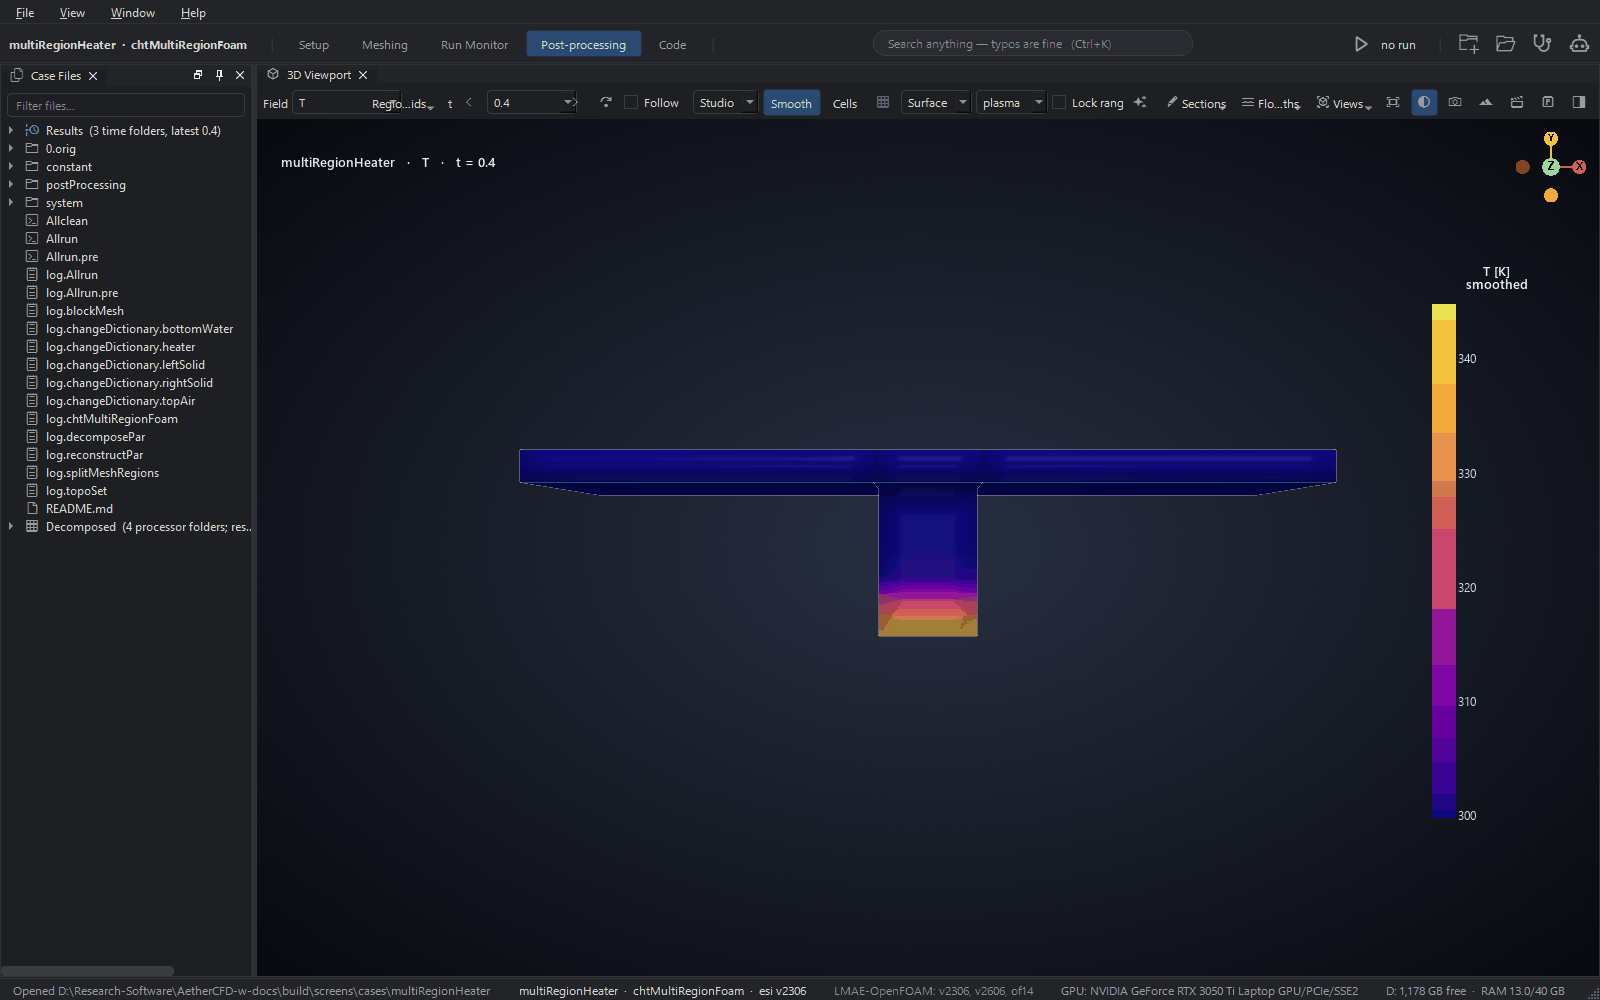 File View Window Help
multiRegionHeater · chtMultiRegionFoam Setup Meshing Run Monitor Post-processing Code Search anything — typos are fine (Ctrl+K) no run
Case Files 3D Viewport
Filter files...
Field T Regio...ids t 0.4 Follow Studio Smooth Cells Surface plasma Lock rang Sections Flo...ths Views
Results (3 time folders, latest 0.4)
0.orig
constant
postProcessing
system
Allclean
Allrun
Allrun.pre
log.Allrun
log.Allrun.pre
log.blockMesh
log.changeDictionary.bottomWater
log.changeDictionary.heater
log.changeDictionary.leftSolid
log.changeDictionary.rightSolid
log.changeDictionary.topAir
log.chtMultiRegionFoam
log.decomposePar
log.reconstructPar
log.splitMeshRegions
log.topoSet
README.md
Decomposed (4 processor folders; res...
multiRegionHeater · T · t = 0.4
Y
Z X
T [K]
smoothed
340
330
320
310
300
Opened D:\Research-Software\AetherCFD-w-docs\build\screens\cases\multiRegionHeater multiRegionHeater · chtMultiRegionFoam · esi v2306 LMAE-OpenFOAM: v2306, v2606, of14 GPU: NVIDIA GeForce RTX 3050 Ti Laptop GPU/PCIe/SSE2 D: 1,178 GB free · RAM 13.0/40 GB